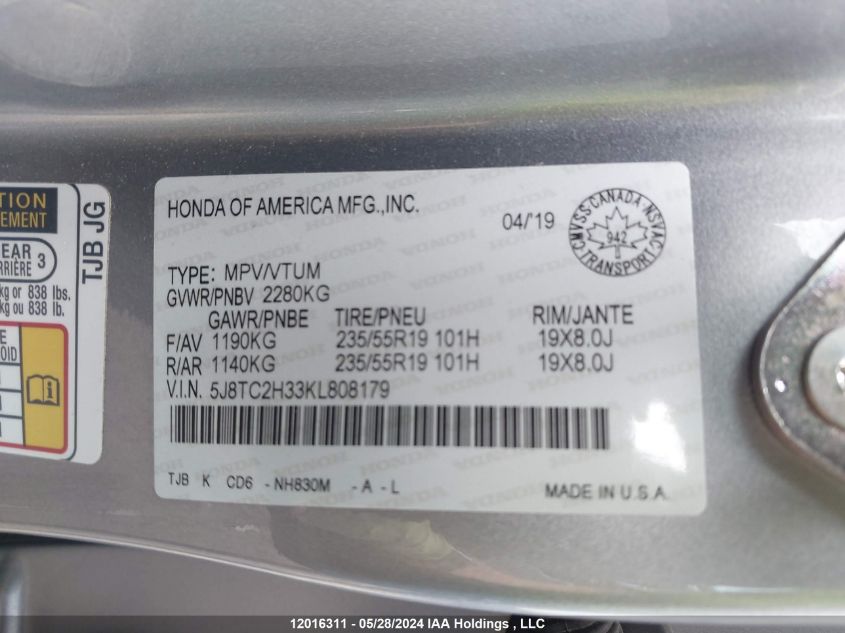 TION
EMENT
EAR
RRIÈRE 3
kg or 838 lbs.
kg ou 838 lb.
E
OID
TJB JG
HONDA OF AMERICA MFG.,INC.
04/'19
CMVSS-CANADA-NSVAC
942
TRANSPORT
TYPE: MPV/VTUM
GVWR/PNBV 2280KG
GAWR/PNBE TIRE/PNEU RIM/JANTE
F/AV 1190KG 235/55R19 101H 19X8.0J
R/AR 1140KG 235/55R19 101H 19X8.0J
V.I.N. 5J8TC2H33KL808179
TJB K CD6 -NH830M -A -L
MADE IN U.S.A.
12016311 - 05/28/2024 IAA Holdings , LLC